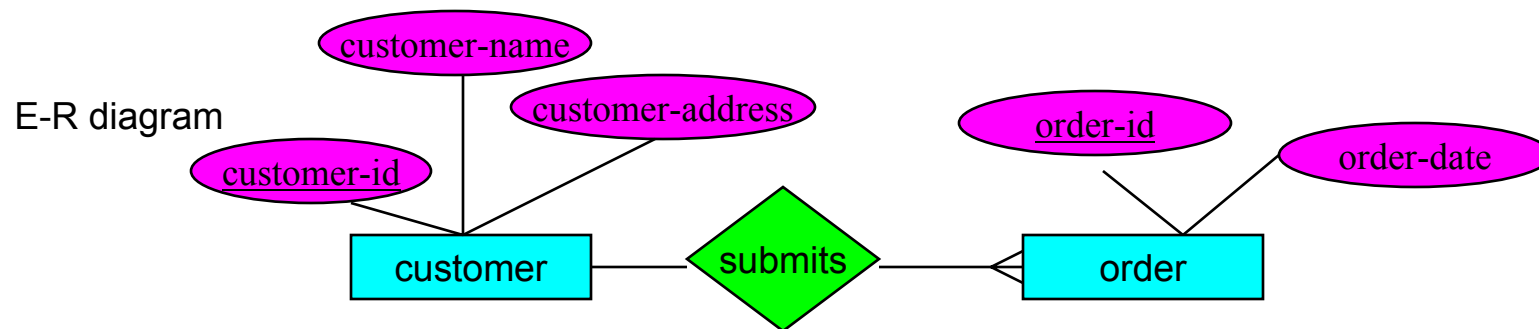 customer-name
E-R diagram
customer-address
order-id
customer-id
order-date
customer
submits
order